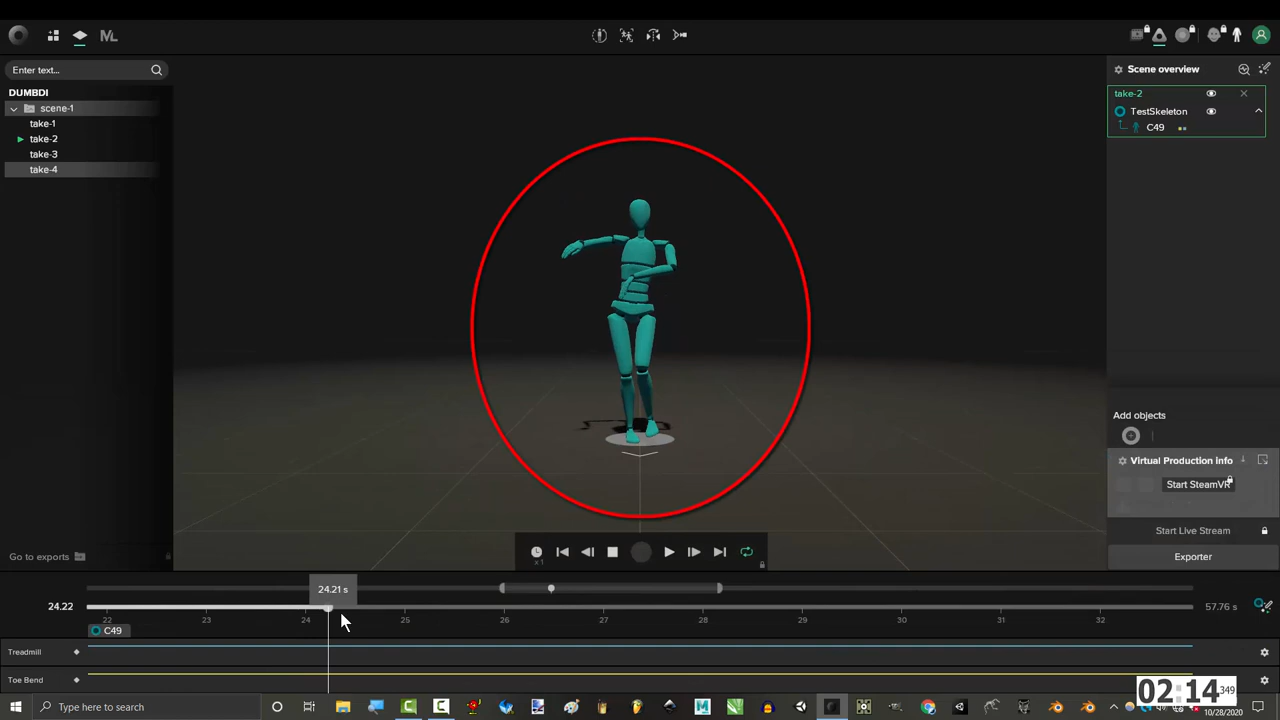 ML
Enter text...
Scene overview
DUMBDI
scene-1
take-1
take-2
take-3
take-4
take-2
TestSkeleton
C49
Add objects
Virtual Production info
Start SteamVR
Start Live Stream
Exporter
Go to exports
x1
24.21 s
24.22
57.76 s
22 23 24 25 26 27 28 29 30 31 32
C49
Treadmill
Toe Bend
02:14 349
Type here to search
10/28/2020